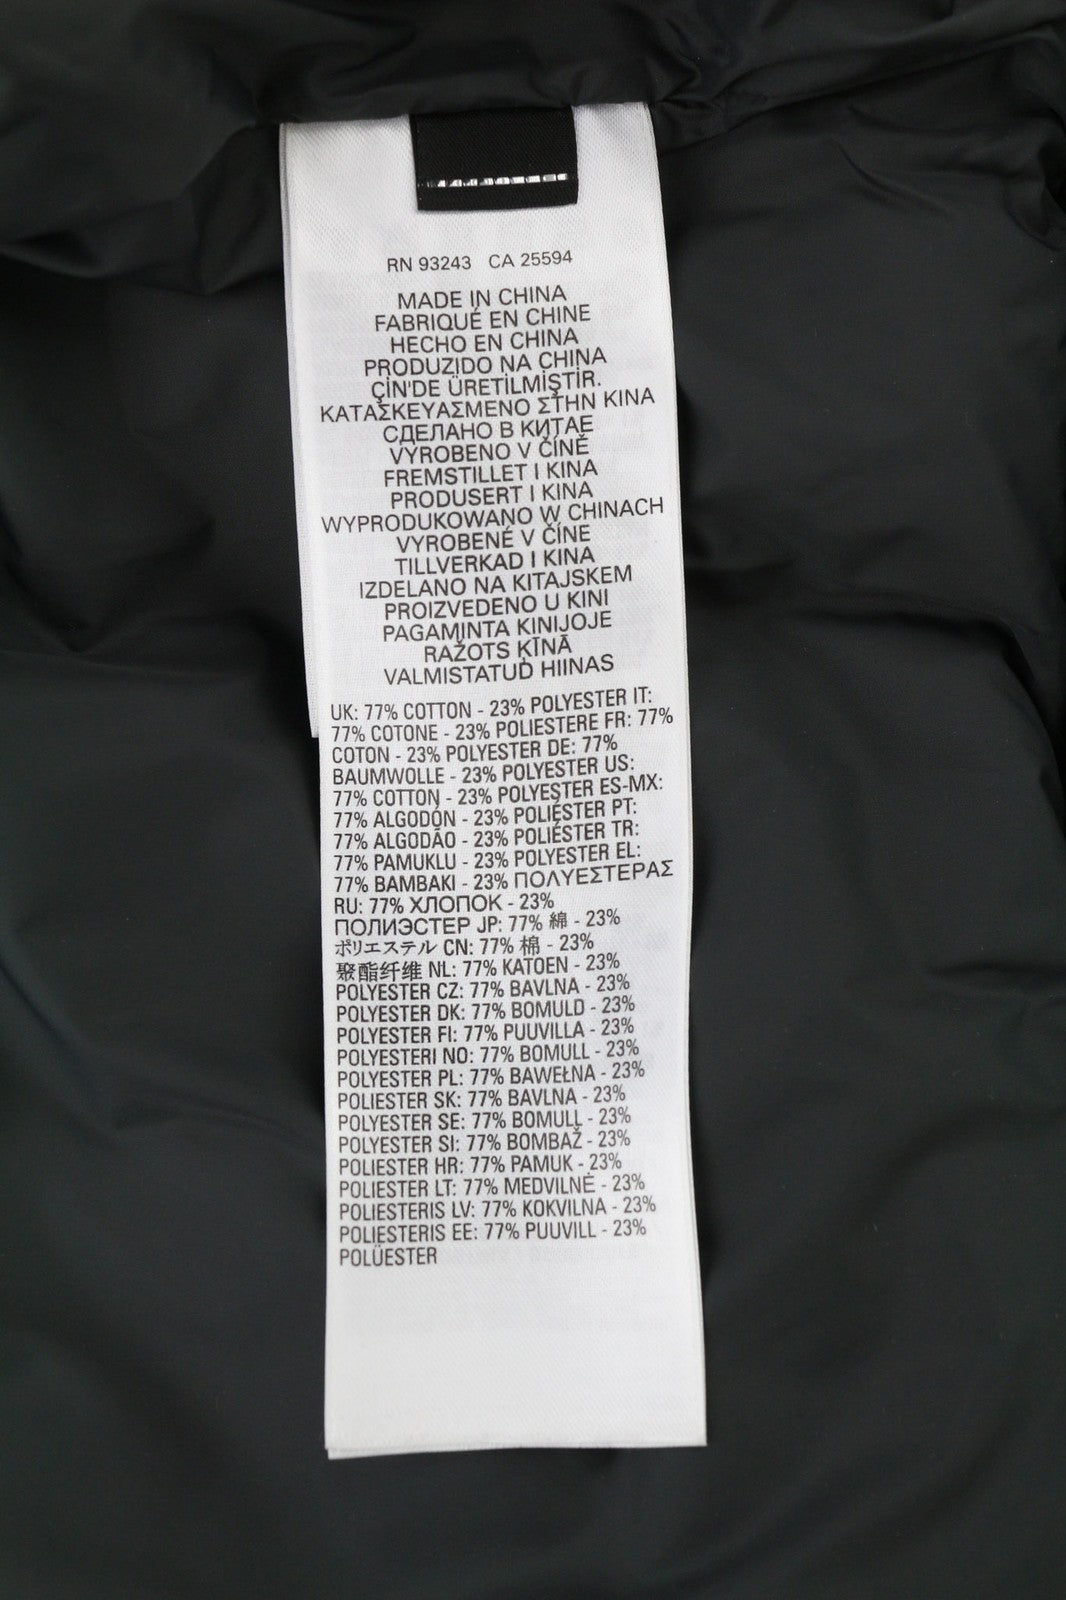 RN 93243 CA 25594
MADE IN CHINA
FABRIQUÉ EN CHINE
HECHO EN CHINA
PRODUZIDO NA CHINA
ÇİN'DE ÜRETİLMİŞTİR.
ΚΑΤΑΣΚΕΥΑΣΜΕΝΟ ΣΤΗΝ ΚΙΝΑ
СДЕЛАНО В КИТАЕ
VYROBENO V ČÍNĚ
FREMSTILLET I KINA
PRODUSERT I KINA
WYPRODUKOWANO W CHINACH
VYROBENÉ V ČÍNE
TILLVERKAD I KINA
IZDELANO NA KITAJSKEM
PROIZVEDENO U KINI
PAGAMINTA KINIJOJE
RAŽOTS ĶĪNĀ
VALMISTATUD HIINAS
UK: 77% COTTON - 23% POLYESTER IT:
77% COTONE - 23% POLIESTERE FR: 77%
COTON - 23% POLYESTER DE: 77%
BAUMWOLLE - 23% POLYESTER US:
77% COTTON - 23% POLYESTER ES-MX:
77% ALGODÓN - 23% POLIÉSTER PT:
77% ALGODÃO - 23% POLIÉSTER TR:
77% PAMUKLU - 23% POLYESTER EL:
77% ΒΑΜΒΑΚΙ - 23% ΠΟΛΥΕΣΤΕΡΑΣ
RU: 77% ХЛОПОК - 23%
ПОЛИЭСТЕР JP: 77% 綿 - 23%
ポリエステル CN: 77% 棉 - 23%
聚酯纤维 NL: 77% KATOEN - 23%
POLYESTER CZ: 77% BAVLNA - 23%
POLYESTER DK: 77% BOMULD - 23%
POLYESTER FI: 77% PUUVILLA - 23%
POLYESTERI NO: 77% BOMULL - 23%
POLYESTER PL: 77% BAWEŁNA - 23%
POLIESTER SK: 77% BAVLNA - 23%
POLYESTER SE: 77% BOMULL - 23%
POLYESTER SI: 77% BOMBAŽ - 23%
POLIESTER HR: 77% PAMUK - 23%
POLIESTER LT: 77% MEDVILNĖ - 23%
POLIESTERIS LV: 77% KOKVILNA - 23%
POLIESTERIS EE: 77% PUUVILL - 23%
POLÜESTER